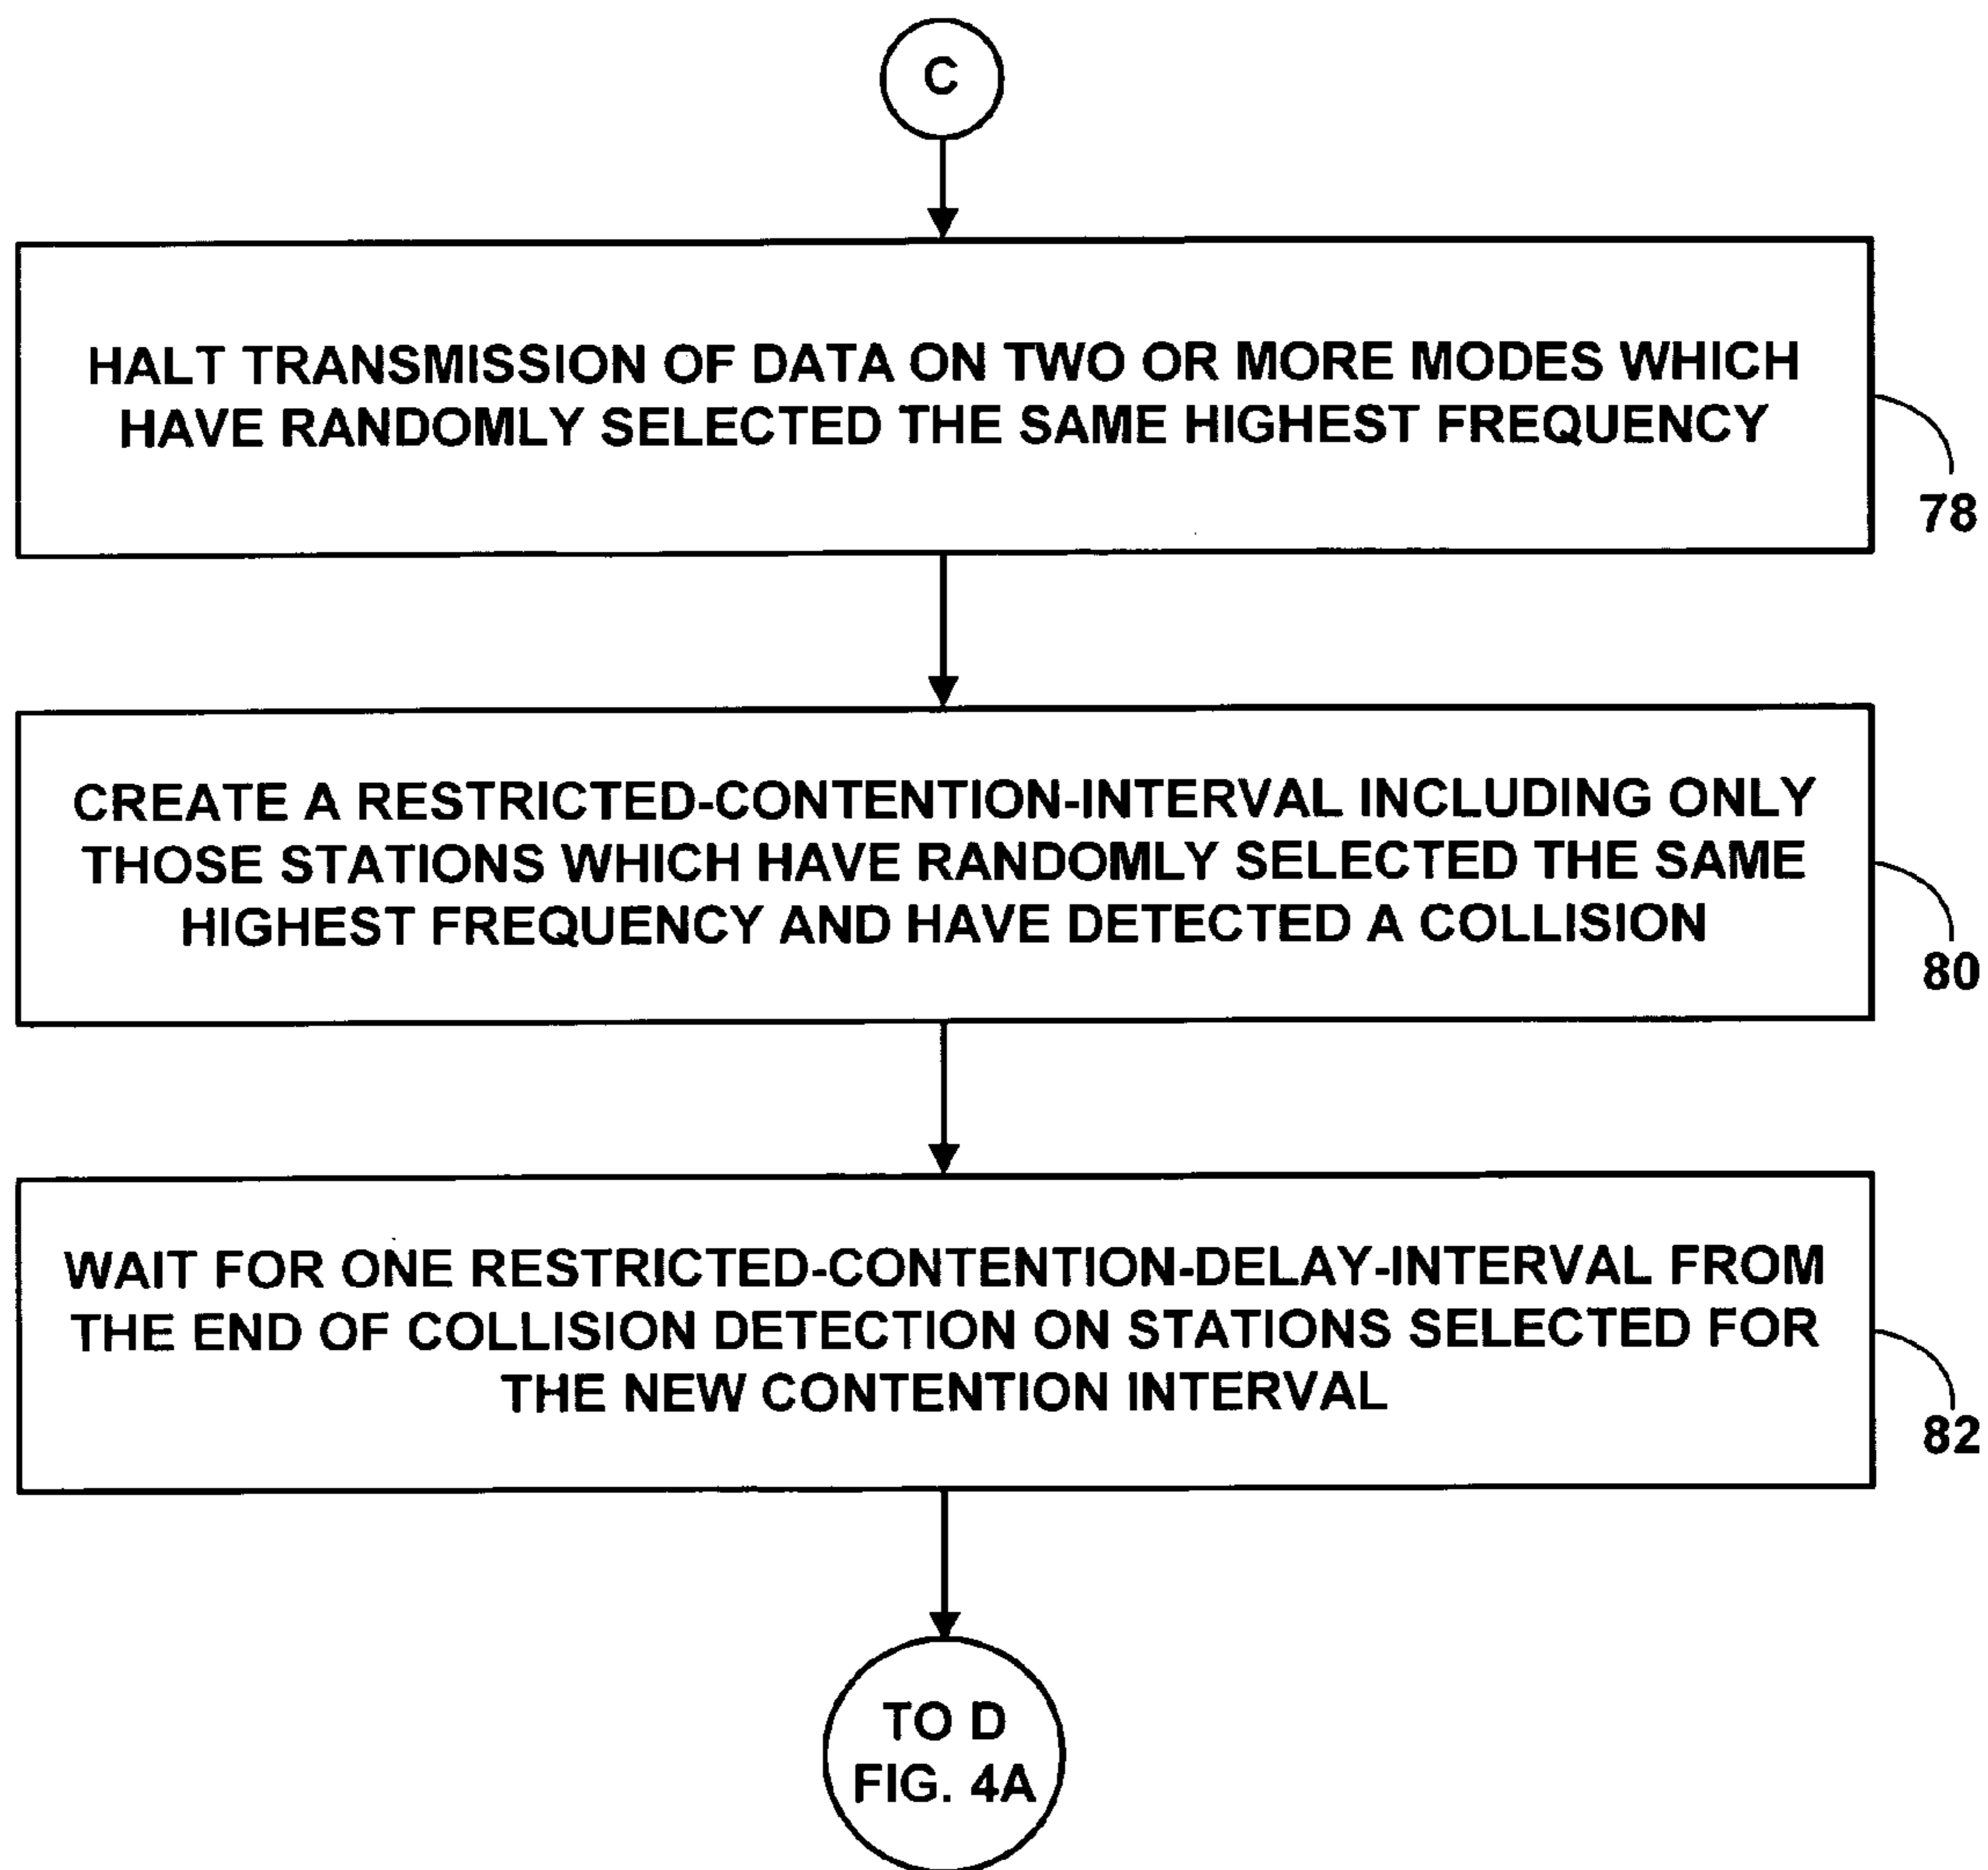 C
HALT TRANSMISSION OF DATA ON TWO OR MORE MODES WHICH
HAVE RANDOMLY SELECTED THE SAME HIGHEST FREQUENCY
78
CREATE A RESTRICTED-CONTENTION-INTERVAL INCLUDING ONLY
THOSE STATIONS WHICH HAVE RANDOMLY SELECTED THE SAME
HIGHEST FREQUENCY AND HAVE DETECTED A COLLISION
80
WAIT FOR ONE RESTRICTED-CONTENTION-DELAY-INTERVAL FROM
THE END OF COLLISION DETECTION ON STATIONS SELECTED FOR
THE NEW CONTENTION INTERVAL
82
TO D
FIG. 4A